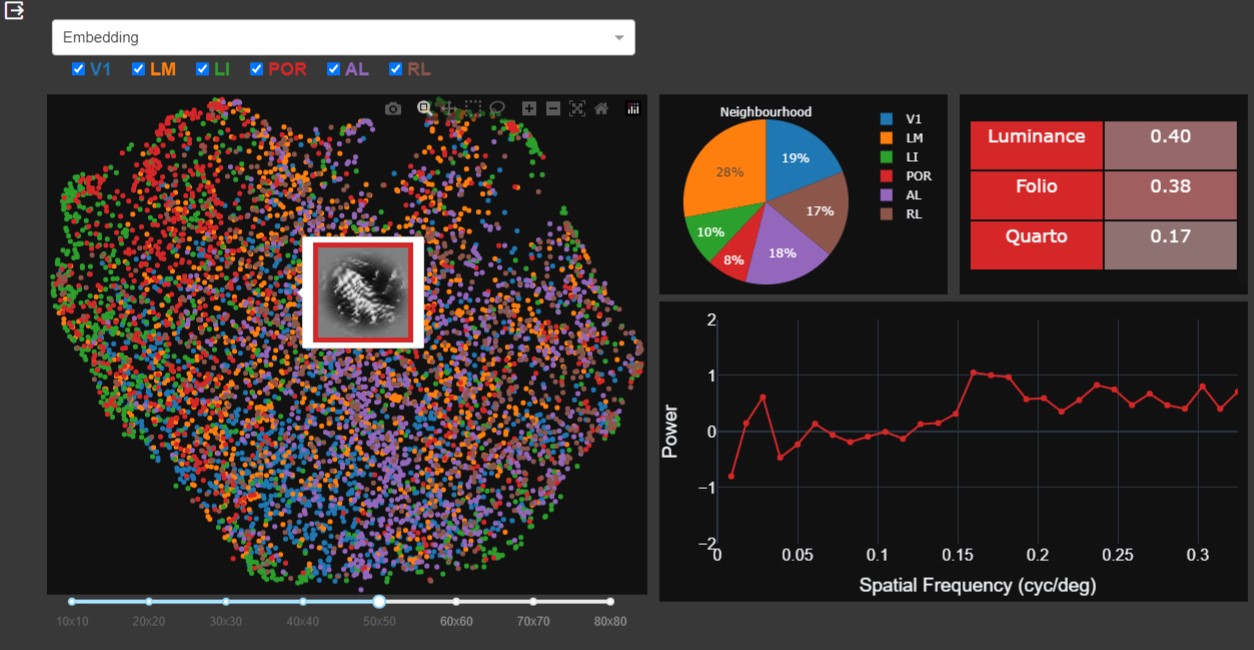 Embedding
V1 LM LI POR AL RL
Neighbourhood
19%
28%
17%
10%
18%
8%
V1
LM
LI
POR
AL
RL
Luminance 0.40
Folio 0.38
Quarto 0.17
2
1
0
−1
−2
Power
0 0.05 0.1 0.15 0.2 0.25 0.3
Spatial Frequency (cyc/deg)
10x10 20x20 30x30 40x40 50x50 60x60 70x70 80x80